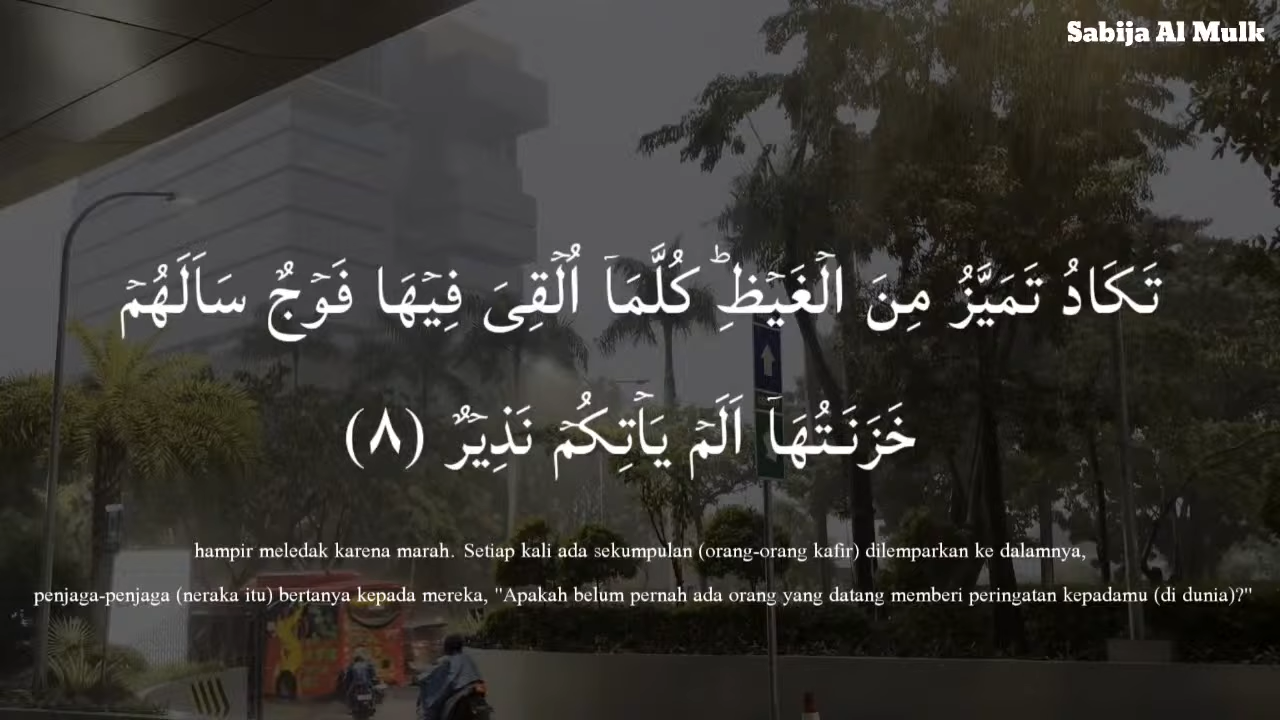 Sabija Al Mulk
تَكَادُ تَمَيَّزُ مِنَ الْغَيْظِۗ كُلَّمَآ اُلْقِيَ فِيْهَا فَوْجٌ سَاَلَهُمْ
خَزَنَتُهَآ اَلَمْ يَأْتِكُمْ نَذِيْرٌ (٨)
hampir meledak karena marah. Setiap kali ada sekumpulan (orang-orang kafir) dilemparkan ke dalamnya,
penjaga-penjaga (neraka itu) bertanya kepada mereka, "Apakah belum pernah ada orang yang datang memberi peringatan kepadamu (di dunia)?"